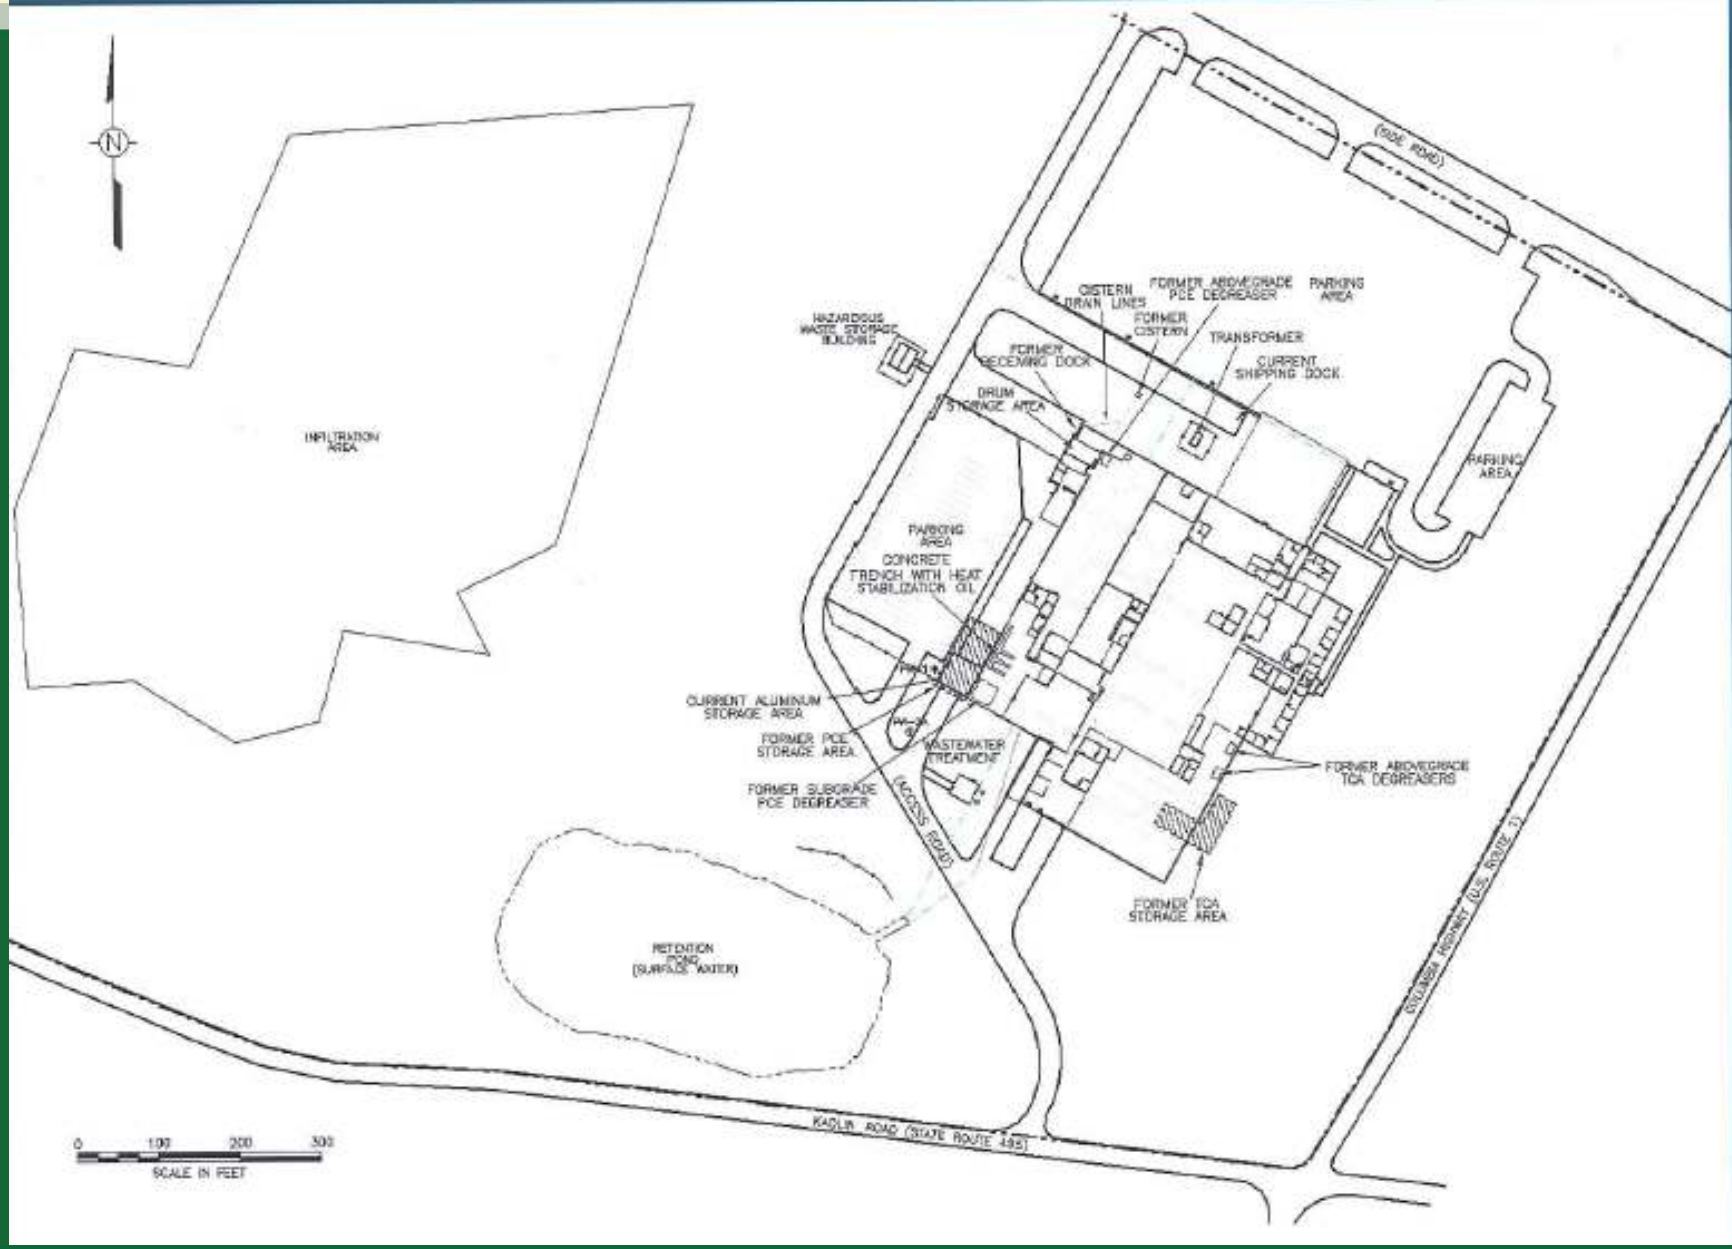 N
(SIDE ROAD)
CISTERN
DRAIN LINES
FORMER ABOVEGRADE
PCE DEGREASER
PARKING
AREA
HAZARDOUS
WASTE STORAGE
BUILDING
FORMER
CISTERN
TRANSFORMER
FORMER
RECEIVING DOCK
CURRENT
SHIPPING DOCK
DRUM
STORAGE AREA
INFILTRATION
AREA
PARKING
AREA
PARKING
AREA
CONCRETE
TRENCH WITH HEAT
STABILIZATION OIL
CURRENT ALUMINUM
STORAGE AREA
FORMER PCE
STORAGE AREA
WASTEWATER
TREATMENT
FORMER SUBGRADE
PCE DEGREASER
FORMER ABOVEGRADE
TCA DEGREASERS
(ACCESS ROAD)
FORMER TCA
STORAGE AREA
COLUMBIA HIGHWAY (U.S. ROUTE 1)
RETENTION
POND
(SURFACE WATER)
KAOLIN ROAD (STATE ROUTE 495)
0 100 200 300
SCALE IN FEET